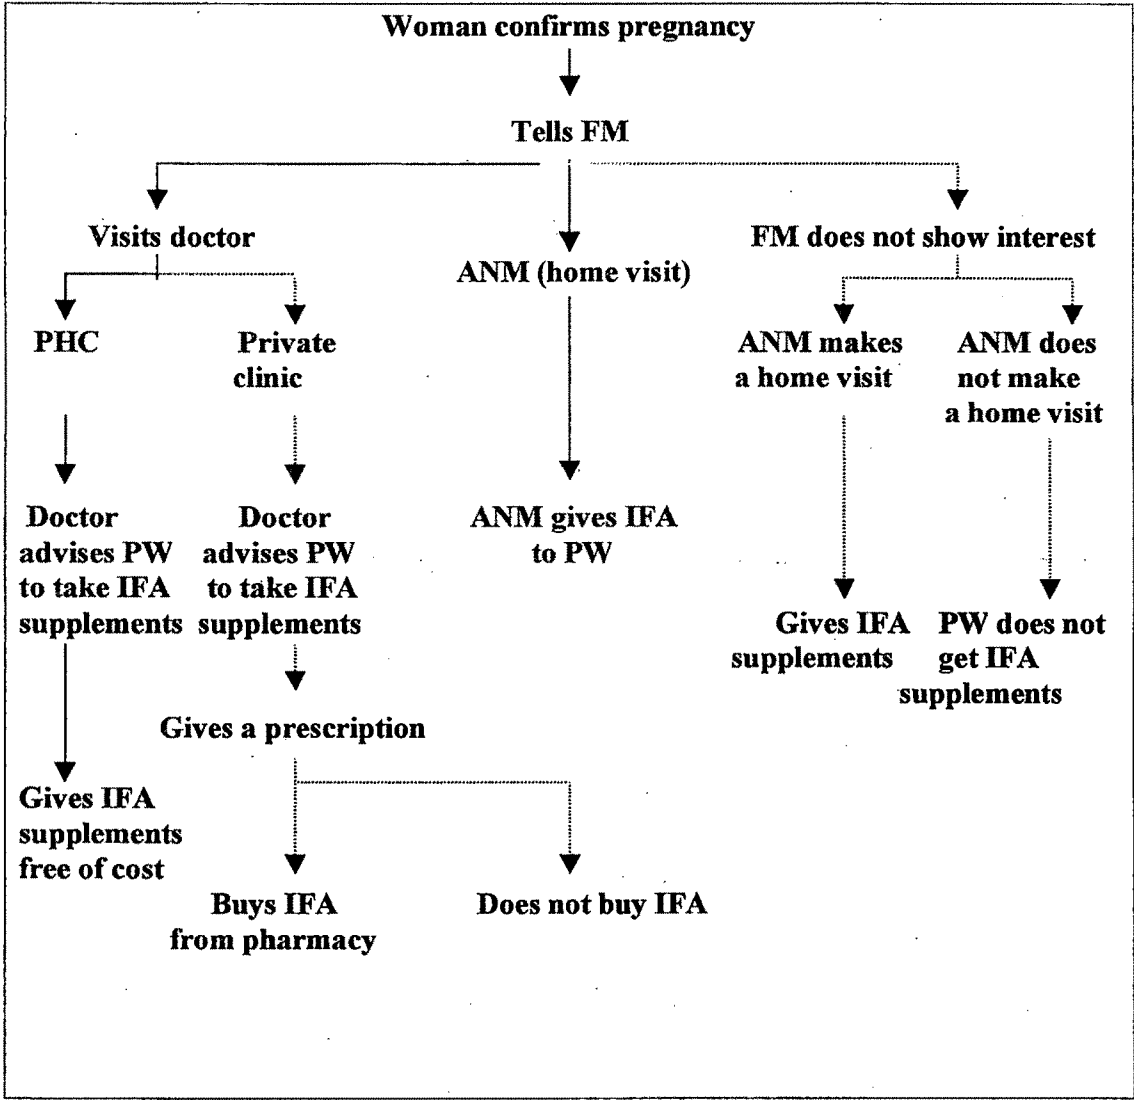 Woman confirms pregnancy
Tells FM
Visits doctor
FM does not show interest
ANM (home visit)
PHC
Private
clinic
ANM makes
a home visit
ANM does
not make
a home visit
Doctor
advises PW
to take IFA
supplements
Doctor
advises PW
to take IFA
supplements
ANM gives IFA
to PW
Gives IFA
supplements
PW does not
get IFA
supplements
Gives a prescription
Gives IFA
supplements
free of cost
Buys IFA
from pharmacy
Does not buy IFA